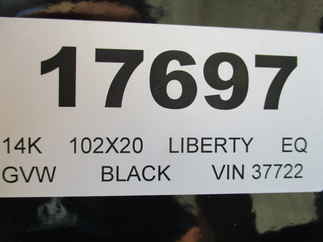 17697
14K 102X20 LIBERTY EQ
GVW BLACK VIN 37722